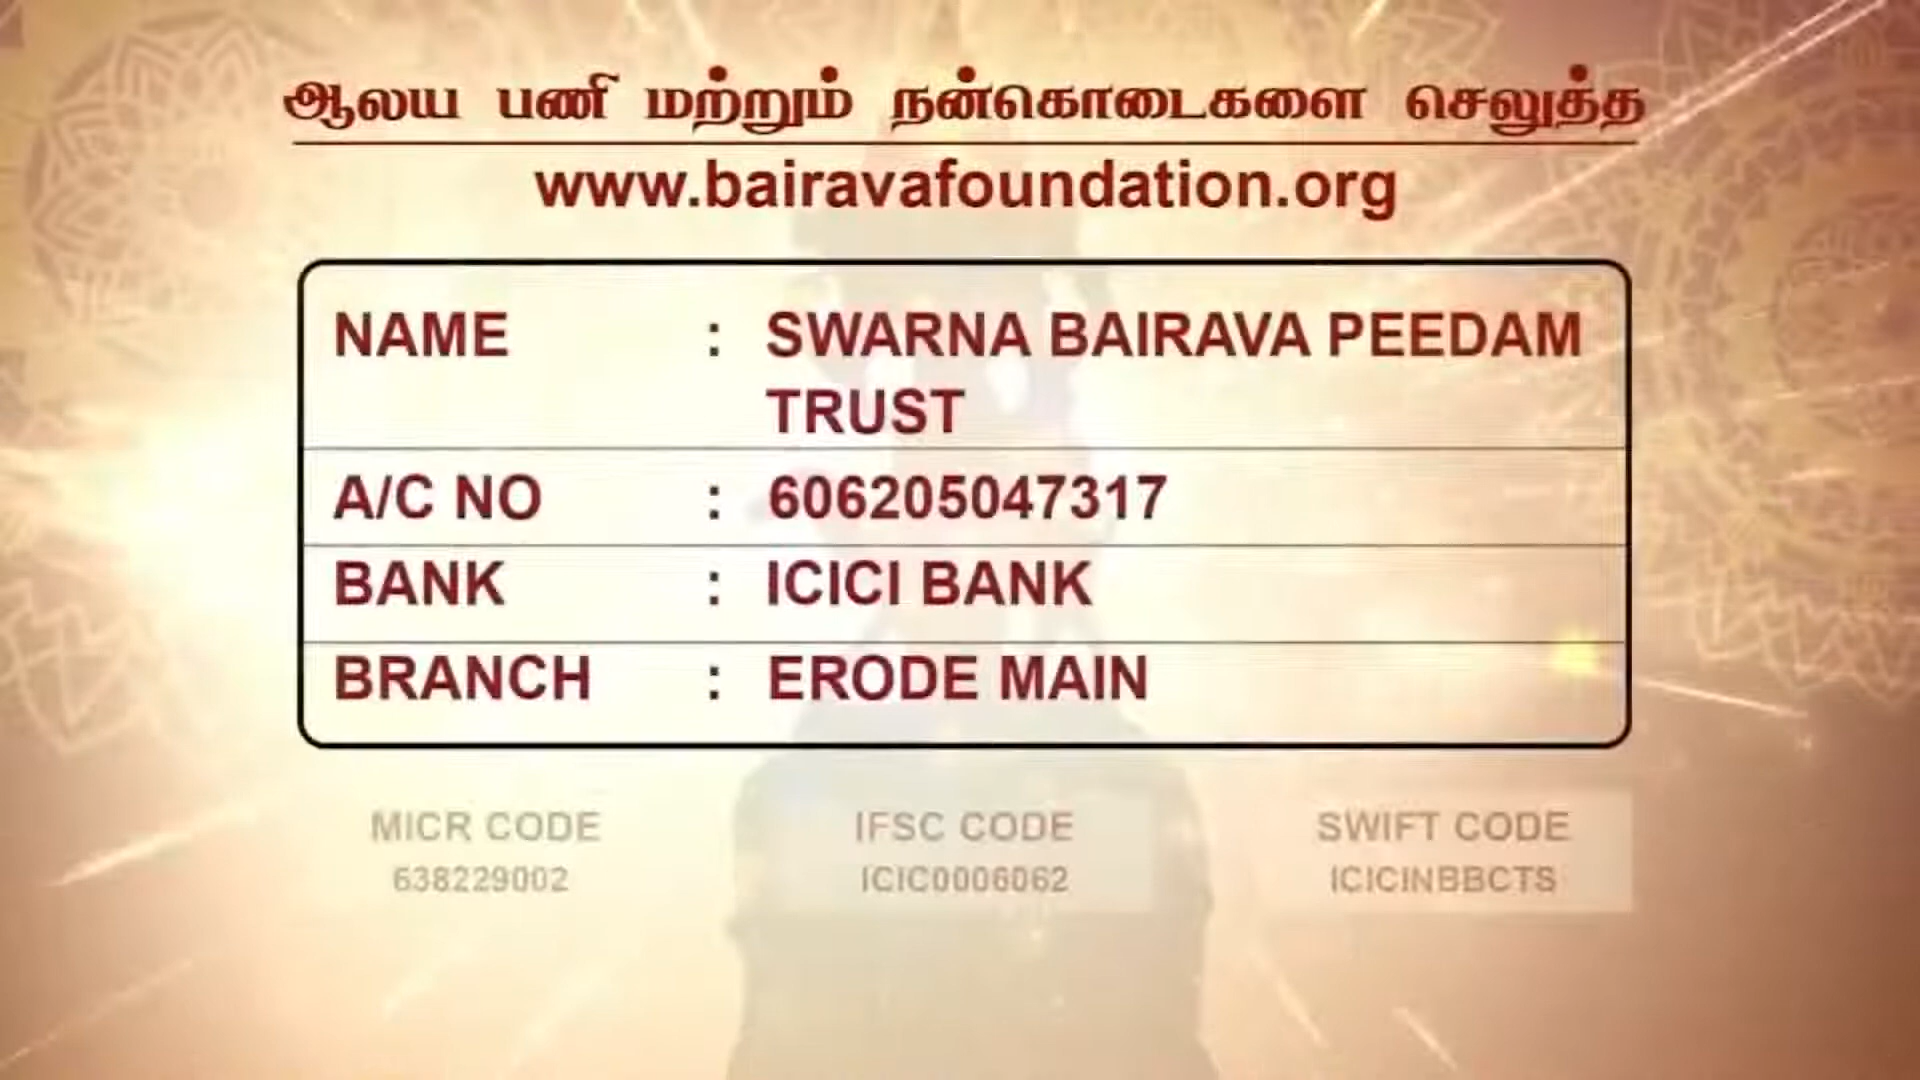 ஆலய பணி மற்றும் நன்கொடைகளை செலுத்த
www.bairavafoundation.org
NAME : SWARNA BAIRAVA PEEDAM
TRUST
A/C NO : 606205047317
BANK : ICICI BANK
BRANCH : ERODE MAIN
MICR CODE IFSC CODE SWIFT CODE
638229002 ICIC0006062 ICICINBBCTS